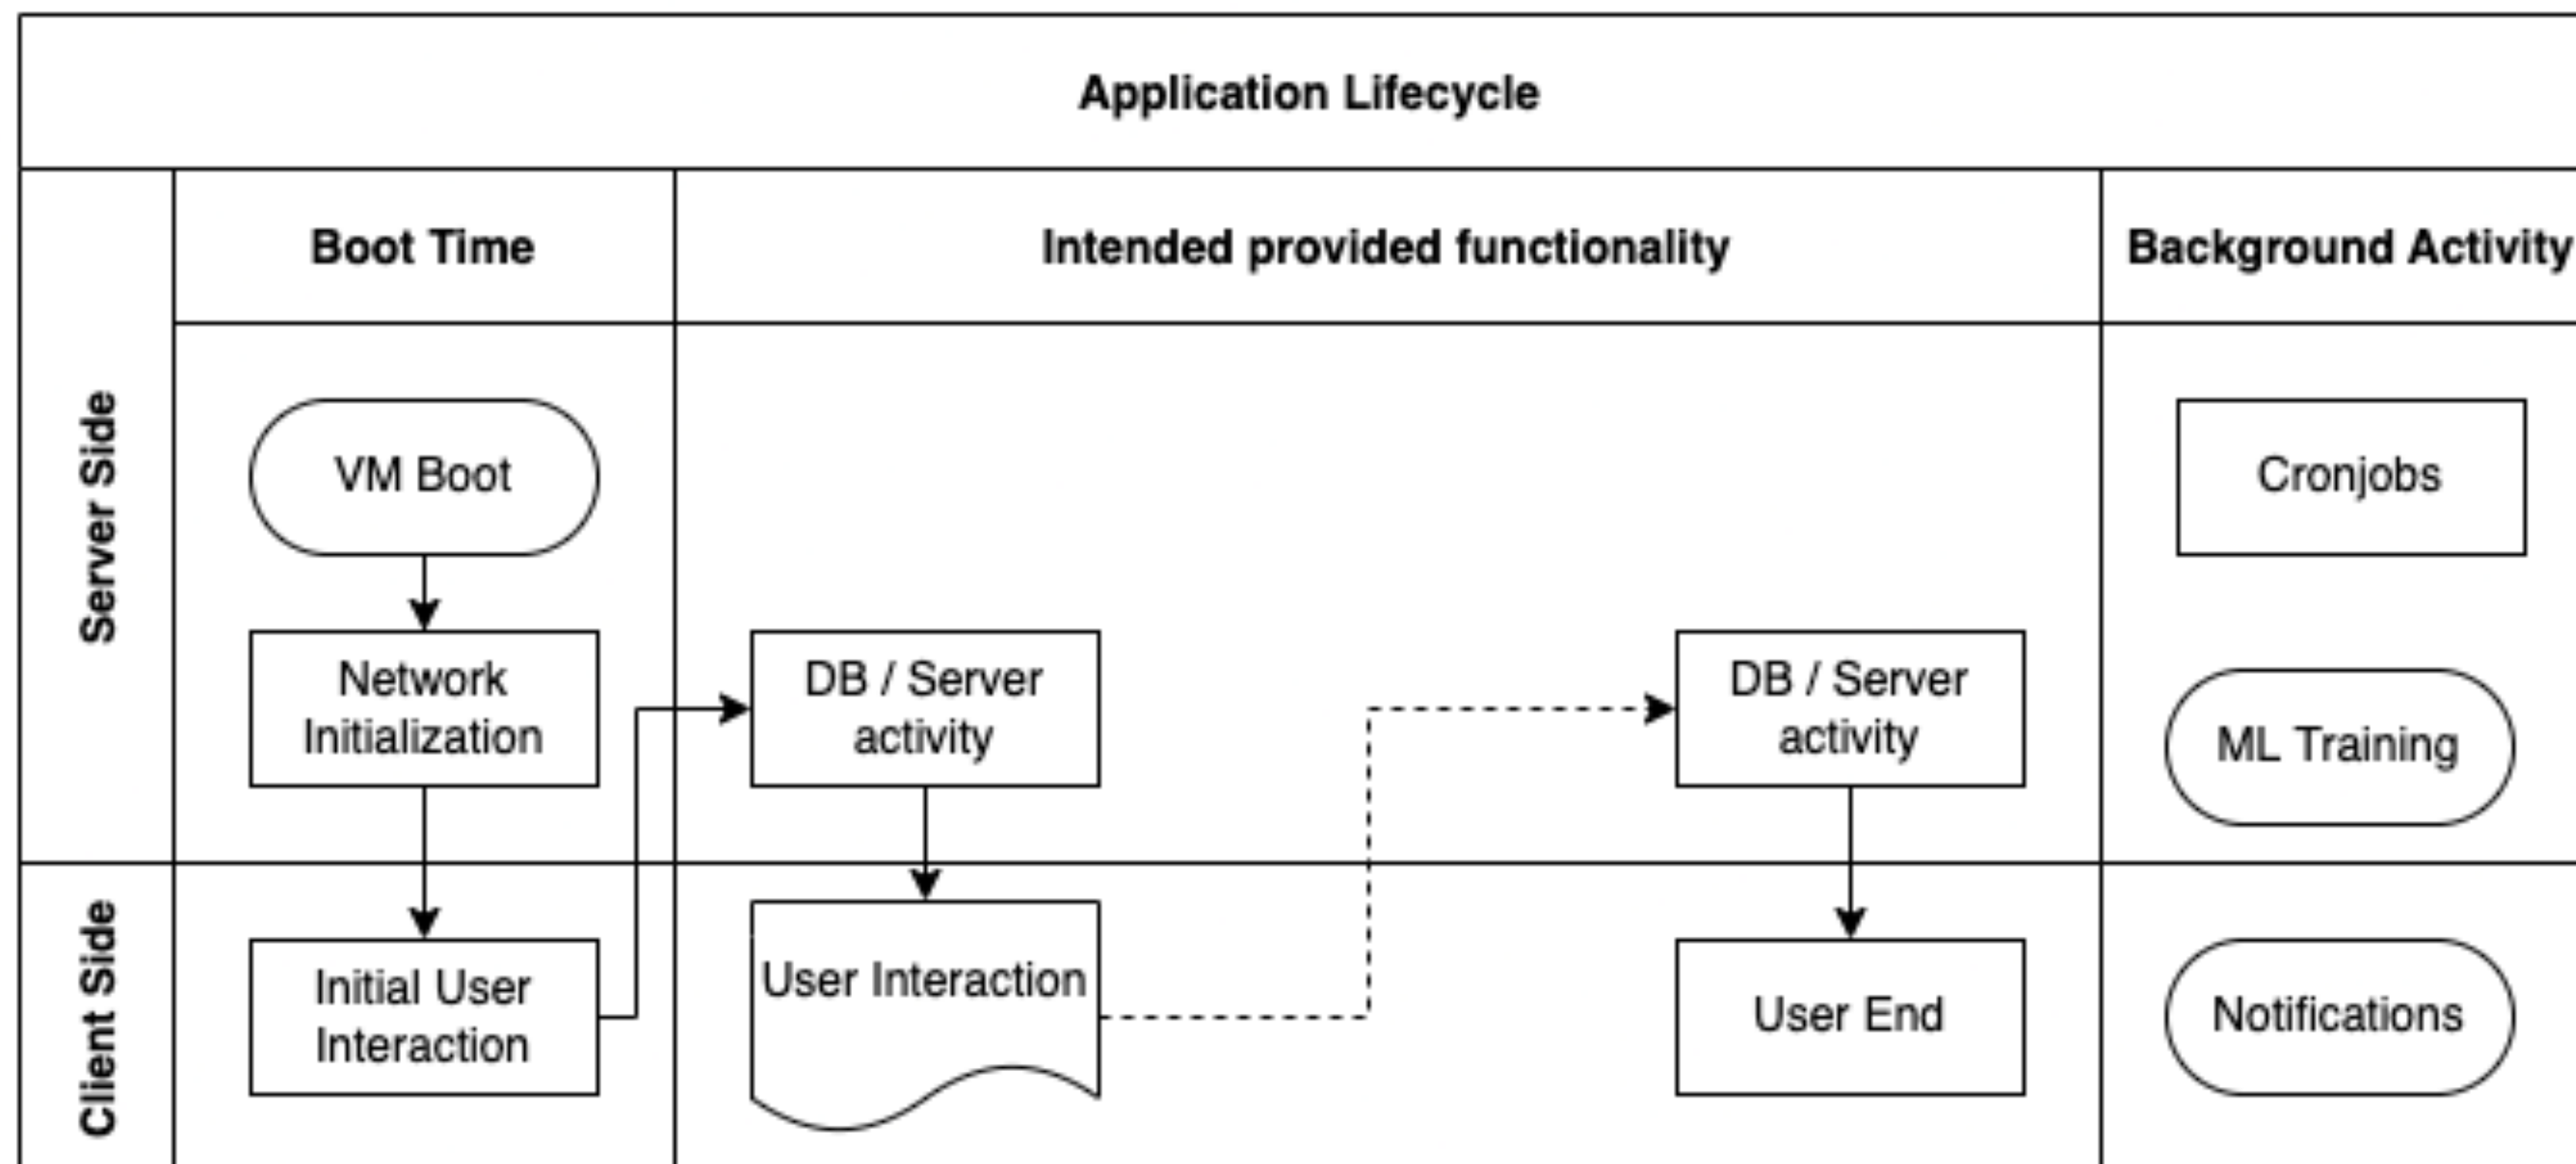 Application Lifecycle
Boot Time
Intended provided functionality
Background Activity
Server Side
VM Boot
Cronjobs
Network
Initialization
DB / Server
activity
DB / Server
activity
ML Training
Client Side
Initial User
Interaction
User Interaction
User End
Notifications